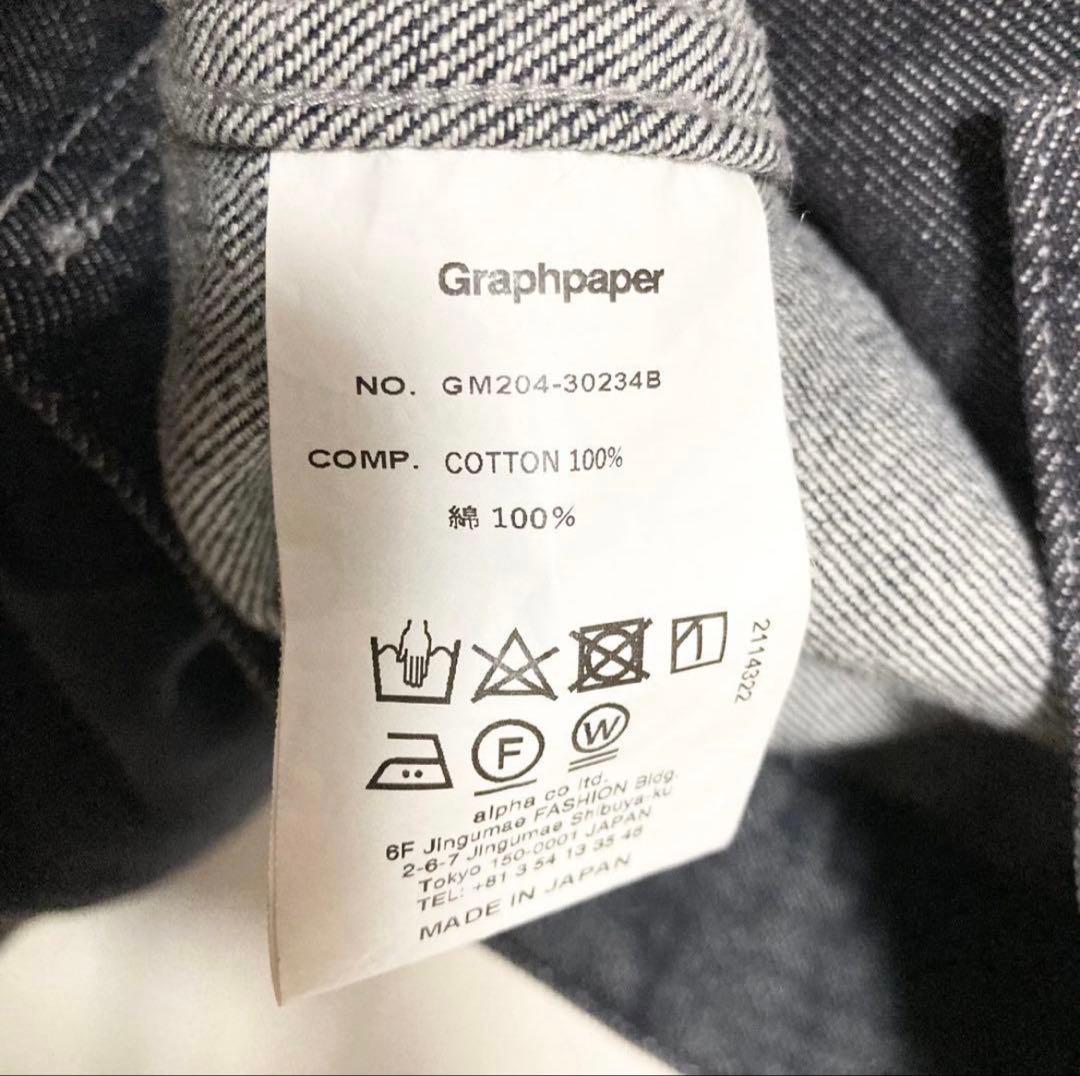 Graphpaper
NO. GM204-30234B
COMP. COTTON 100%
綿 100%
2114322
F
W
alpha co ltd.
6F Jingumae FASHION Bldg.
2-6-7 Jingumae Shibuya-ku
Tokyo 150-0001 JAPAN
TEL: +81 3 54 13 35 48
MADE IN JAPAN